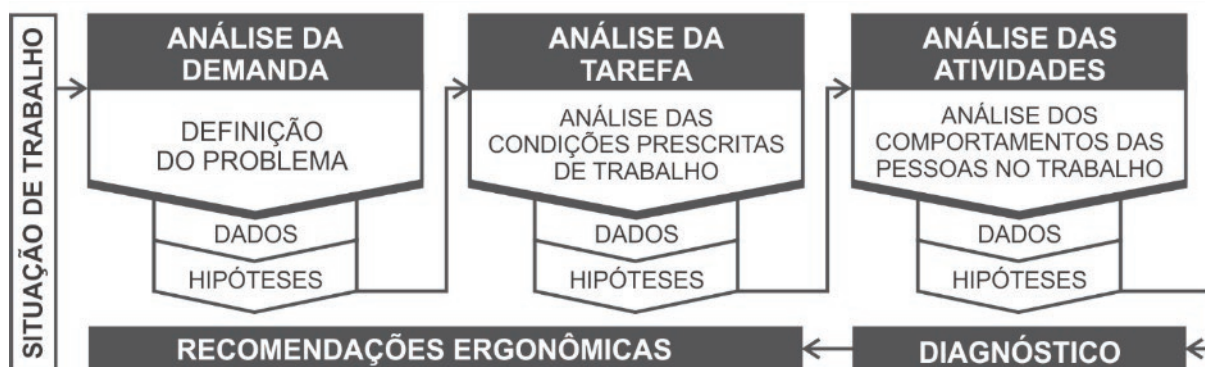 SITUAÇÃO DE TRABALHO
ANÁLISE DA
DEMANDA
DEFINIÇÃO
DO PROBLEMA
DADOS
HIPÓTESES
ANÁLISE DA
TAREFA
ANÁLISE DAS
CONDIÇÕES PRESCRITAS
DE TRABALHO
DADOS
HIPÓTESES
ANÁLISE DAS
ATIVIDADES
ANÁLISE DOS
COMPORTAMENTOS DAS
PESSOAS NO TRABALHO
DADOS
HIPÓTESES
DIAGNÓSTICO
RECOMENDAÇÕES ERGONÔMICAS